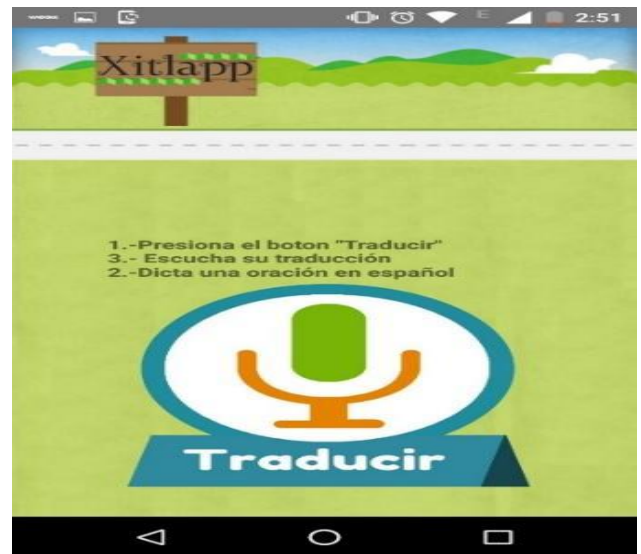 E 2:51
Xitlapp
1.-Presiona el boton "Traducir"
3.- Escucha su traducción
2.-Dicta una oración en español
Traducir